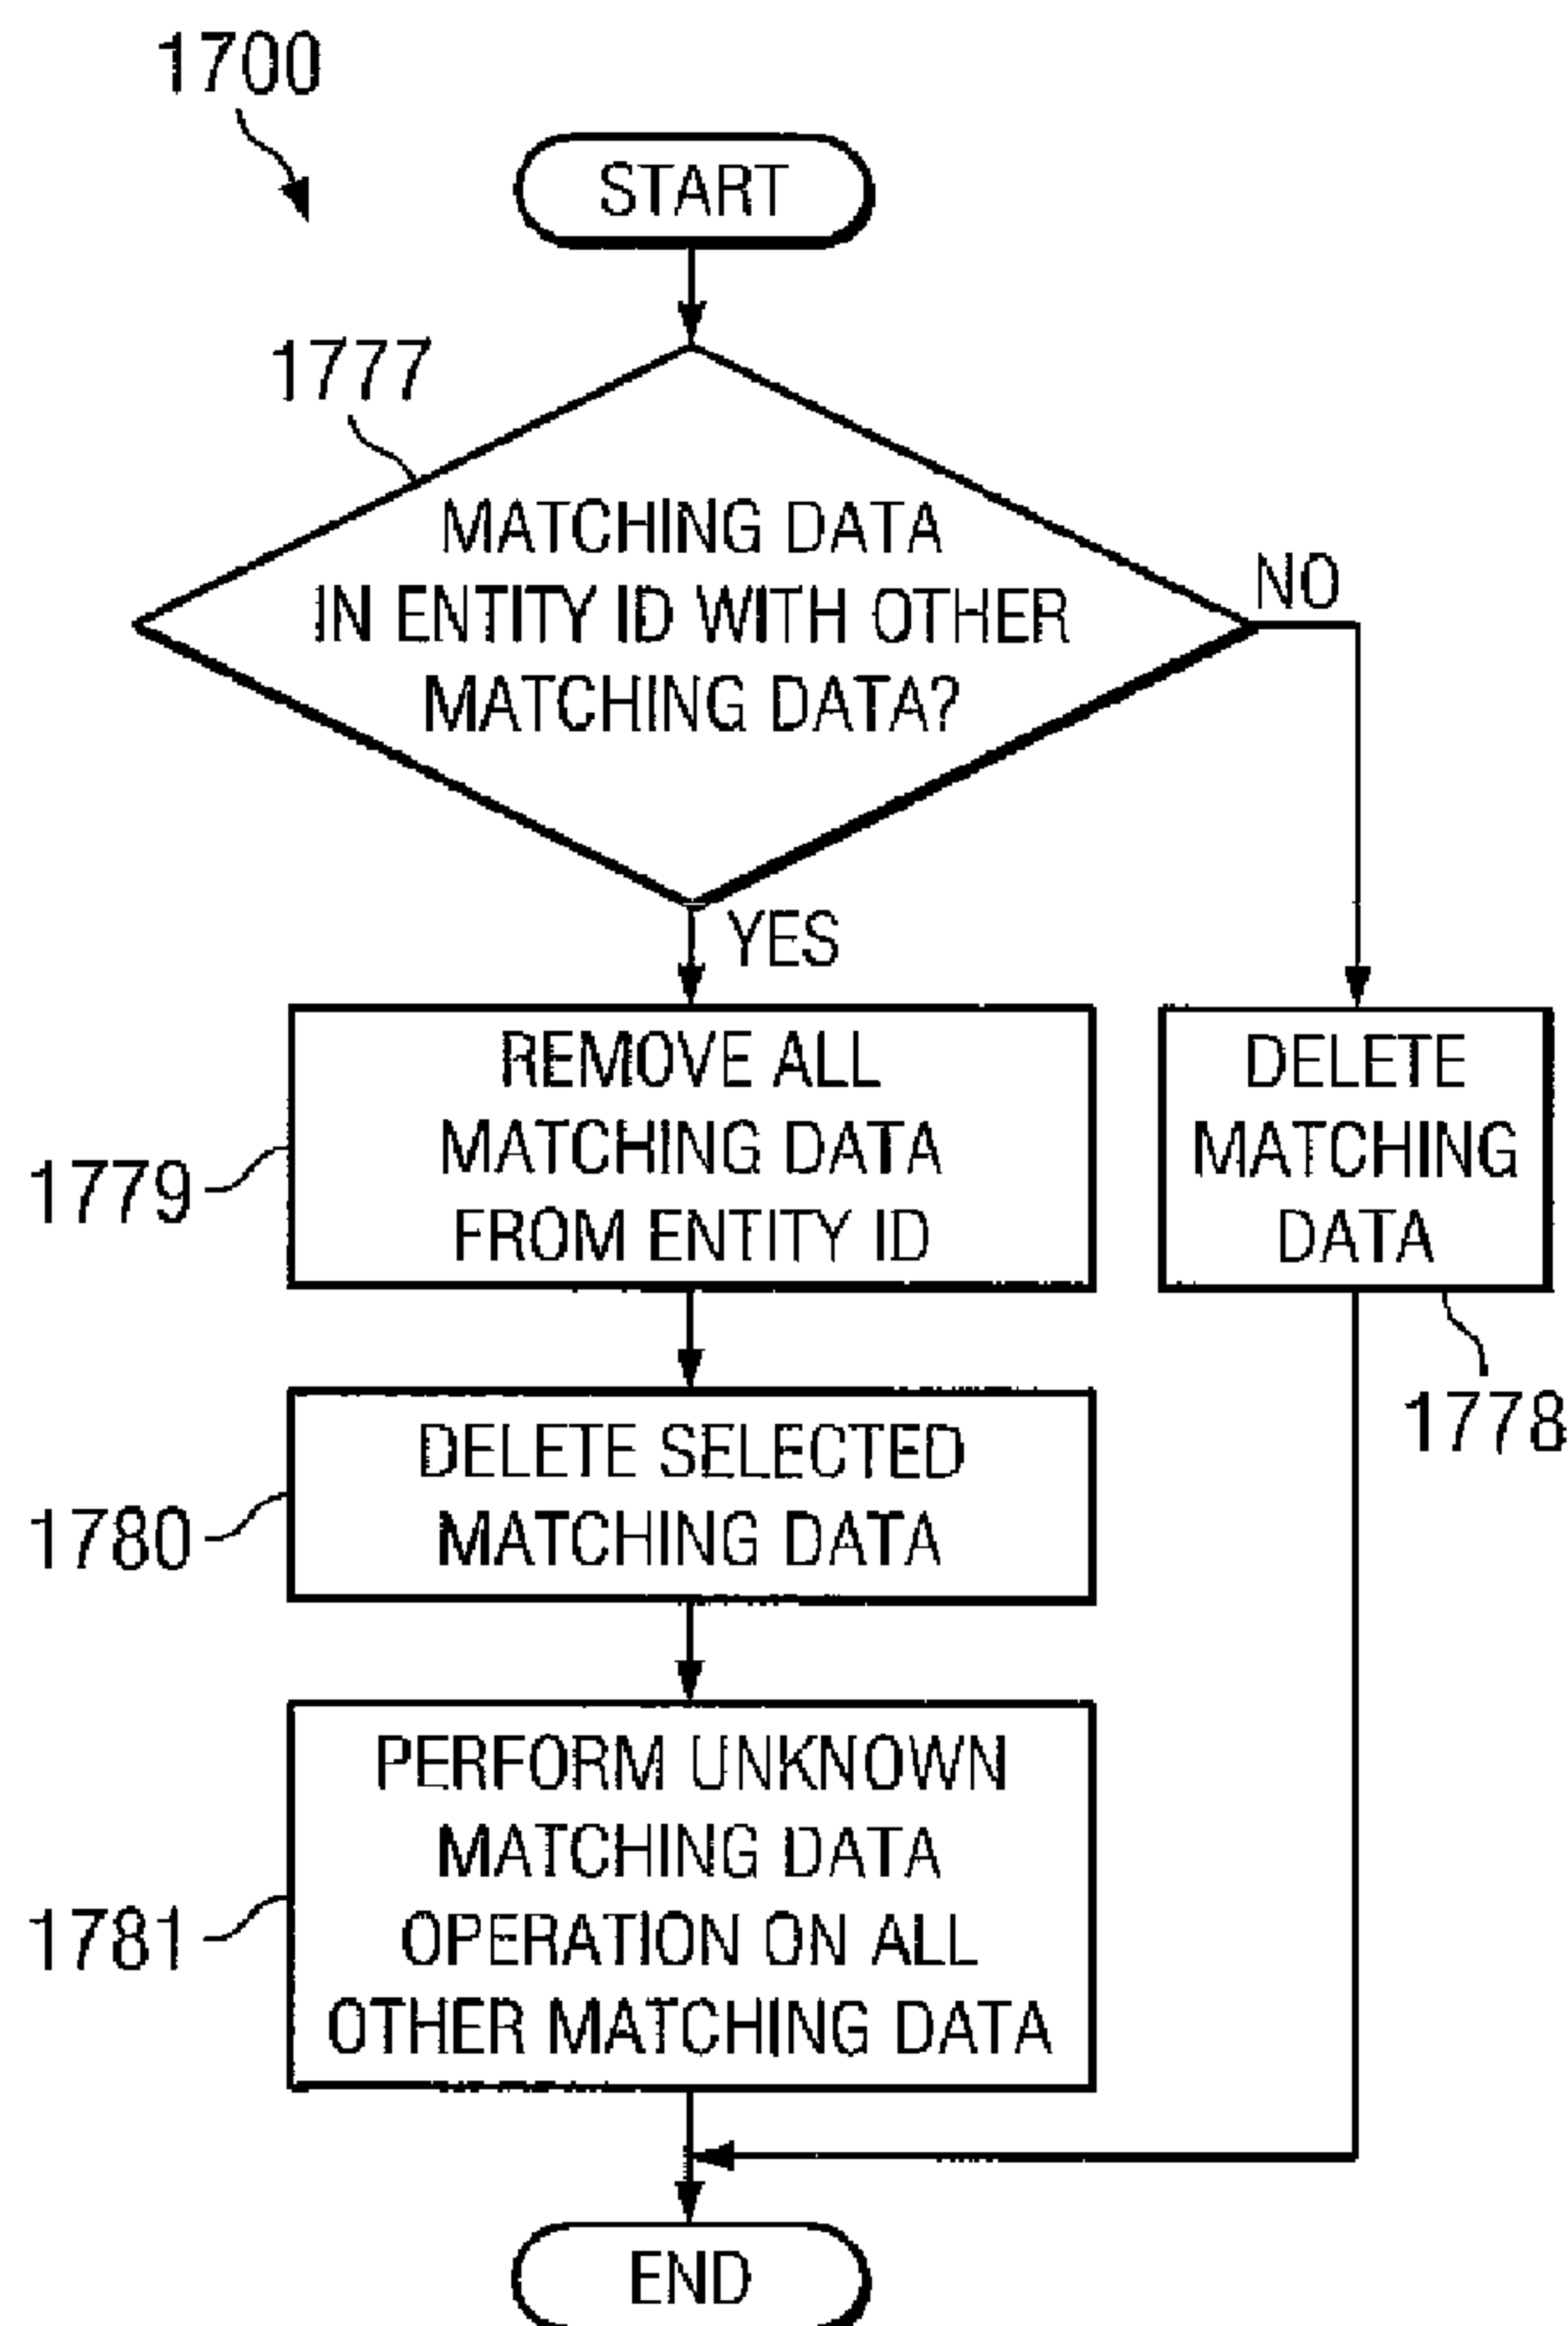 1700
START
1777
MATCHING DATA
IN ENTITY ID WITH OTHER
MATCHING DATA?
NO
YES
REMOVE ALL
MATCHING DATA
FROM ENTITY ID
1779
DELETE
MATCHING
DATA
1778
DELETE SELECTED
MATCHING DATA
1780
PERFORM UNKNOWN
MATCHING DATA
OPERATION ON ALL
OTHER MATCHING DATA
1781
END